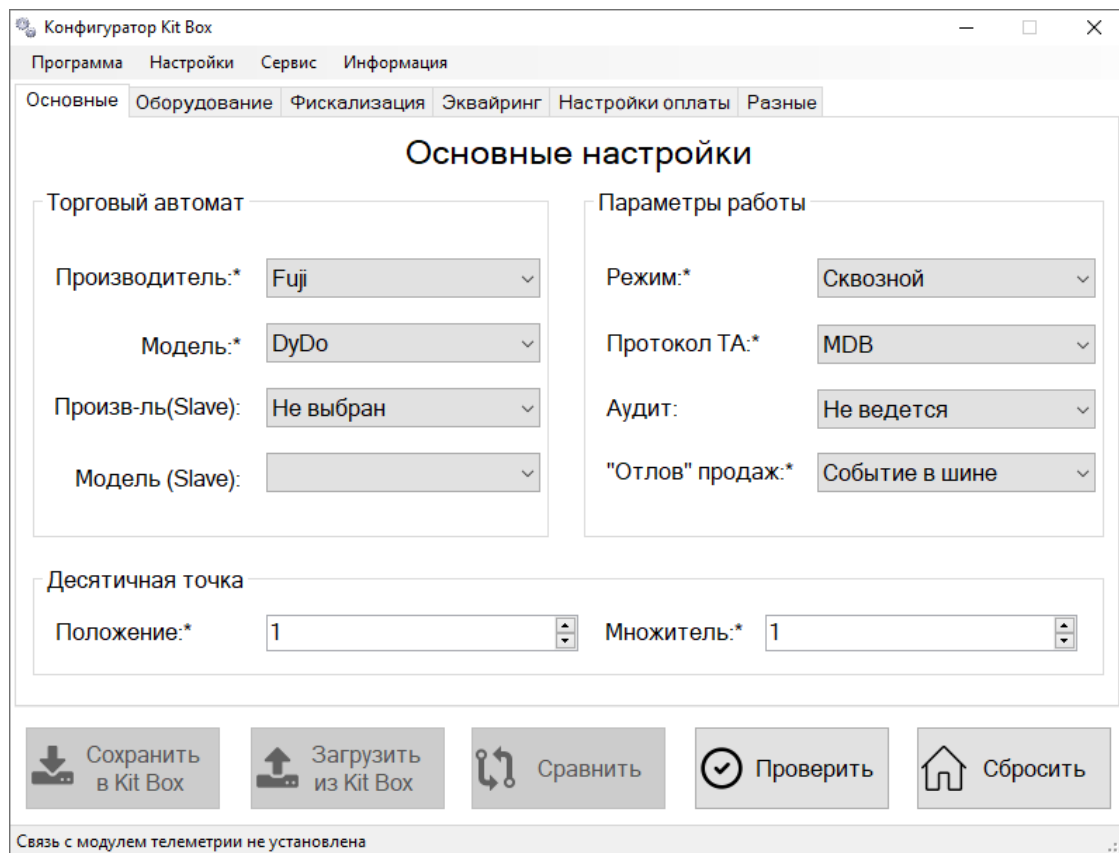 Конфигуратор Kit Box
Программа Настройки Сервис Информация
Основные Оборудование Фискализация Эквайринг Настройки оплаты Разные
Основные настройки
Торговый автомат
Производитель:* Fuji
Модель:* DyDo
Произв-ль(Slave): Не выбран
Модель (Slave):
Параметры работы
Режим:* Сквозной
Протокол ТА:* MDB
Аудит: Не ведется
"Отлов" продаж:* Событие в шине
Десятичная точка
Положение:* 1 Множитель:* 1
Сохранить
в Kit Box
Загрузить
из Kit Box
Сравнить
Проверить
Сбросить
Связь с модулем телеметрии не установлена